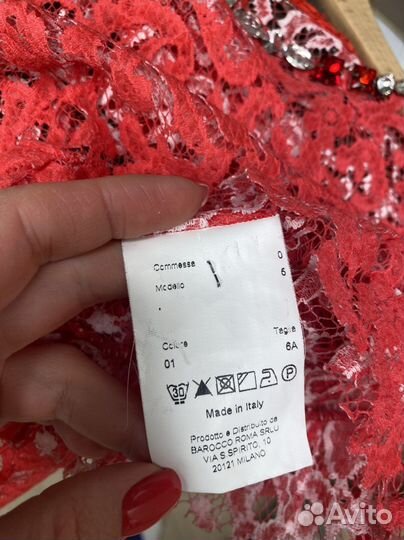 Commessa 0
Modello 6
Colore Taglia
01 6A
30
P
Made in Italy
Prodotto e Distribuito da
BAROCCO ROMA SRLU
VIA S.SPIRITO, 10
20121 MILANO
Avito